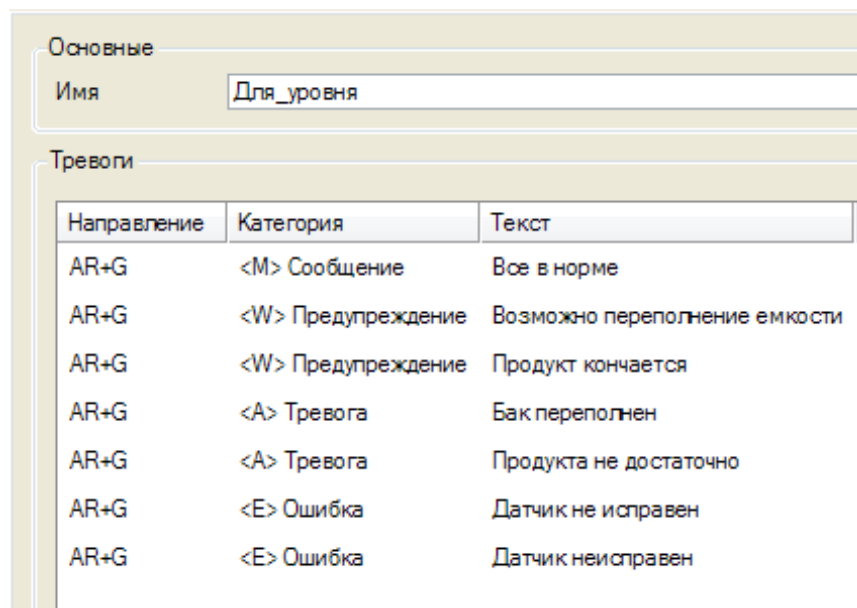 Основные
Имя Для_уровня
Тревоги
Направление Категория Текст
AR+G <M> Сообщение Все в норме
AR+G <W> Предупреждение Возможно переполнение емкости
AR+G <W> Предупреждение Продукт кончается
AR+G <A> Тревога Бак переполнен
AR+G <A> Тревога Продукта не достаточно
AR+G <E> Ошибка Датчик не исправен
AR+G <E> Ошибка Датчик неисправен